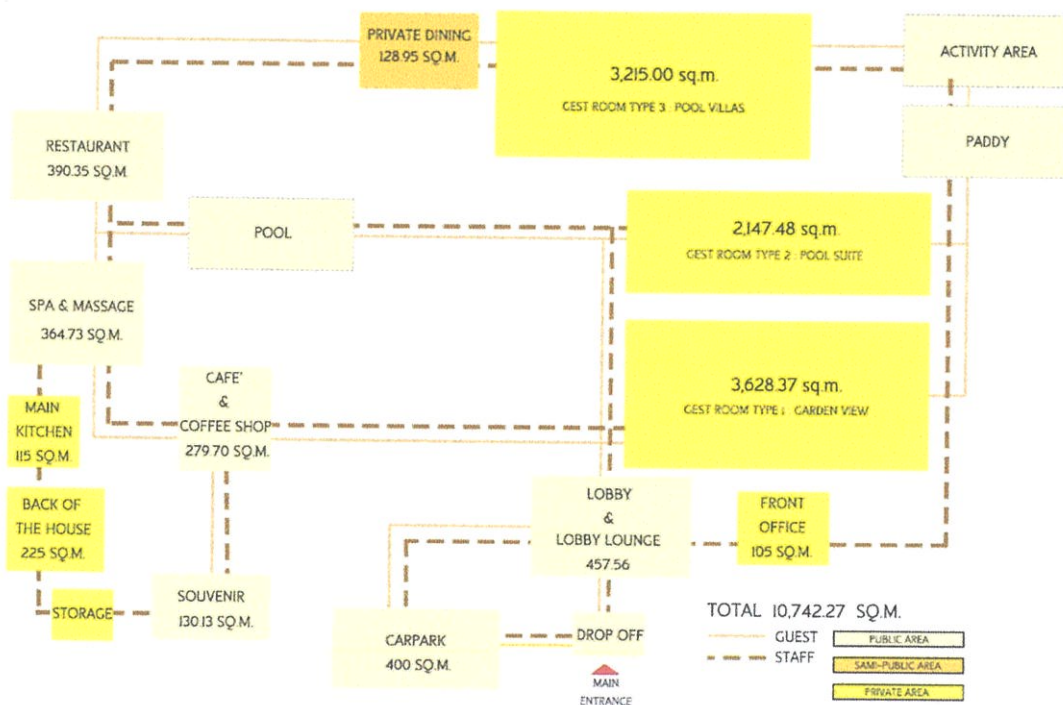 PRIVATE DINING
128.95 SQ.M.
3,215.00 sq.m.
GEST ROOM TYPE 3 : POOL VILLAS
ACTIVITY AREA
PADDY
RESTAURANT
390.35 SQ.M
POOL
2,147.48 sq.m.
GEST ROOM TYPE 2 : POOL SUITE
SPA & MASSAGE
364.73 SQ.M.
3,628.37 sq.m.
GEST ROOM TYPE 1 : GARDEN VIEW
CAFE'
&
COFFEE SHOP
279.70 SQ.M.
MAIN
KITCHEN
115 SQ.M.
BACK OF
THE HOUSE
225 SQ.M.
STORAGE
SOUVENIR
130.13 SQ.M.
LOBBY
&
LOBBY LOUNGE
457.56
FRONT
OFFICE
105 SQ.M.
CARPARK
400 SQ.M.
DROP OFF
MAIN
ENTRANCE
TOTAL 10,742.27 SQ.M.
GUEST
STAFF
PUBLIC AREA
SAMI-PUBLIC AREA
PRIVATE AREA